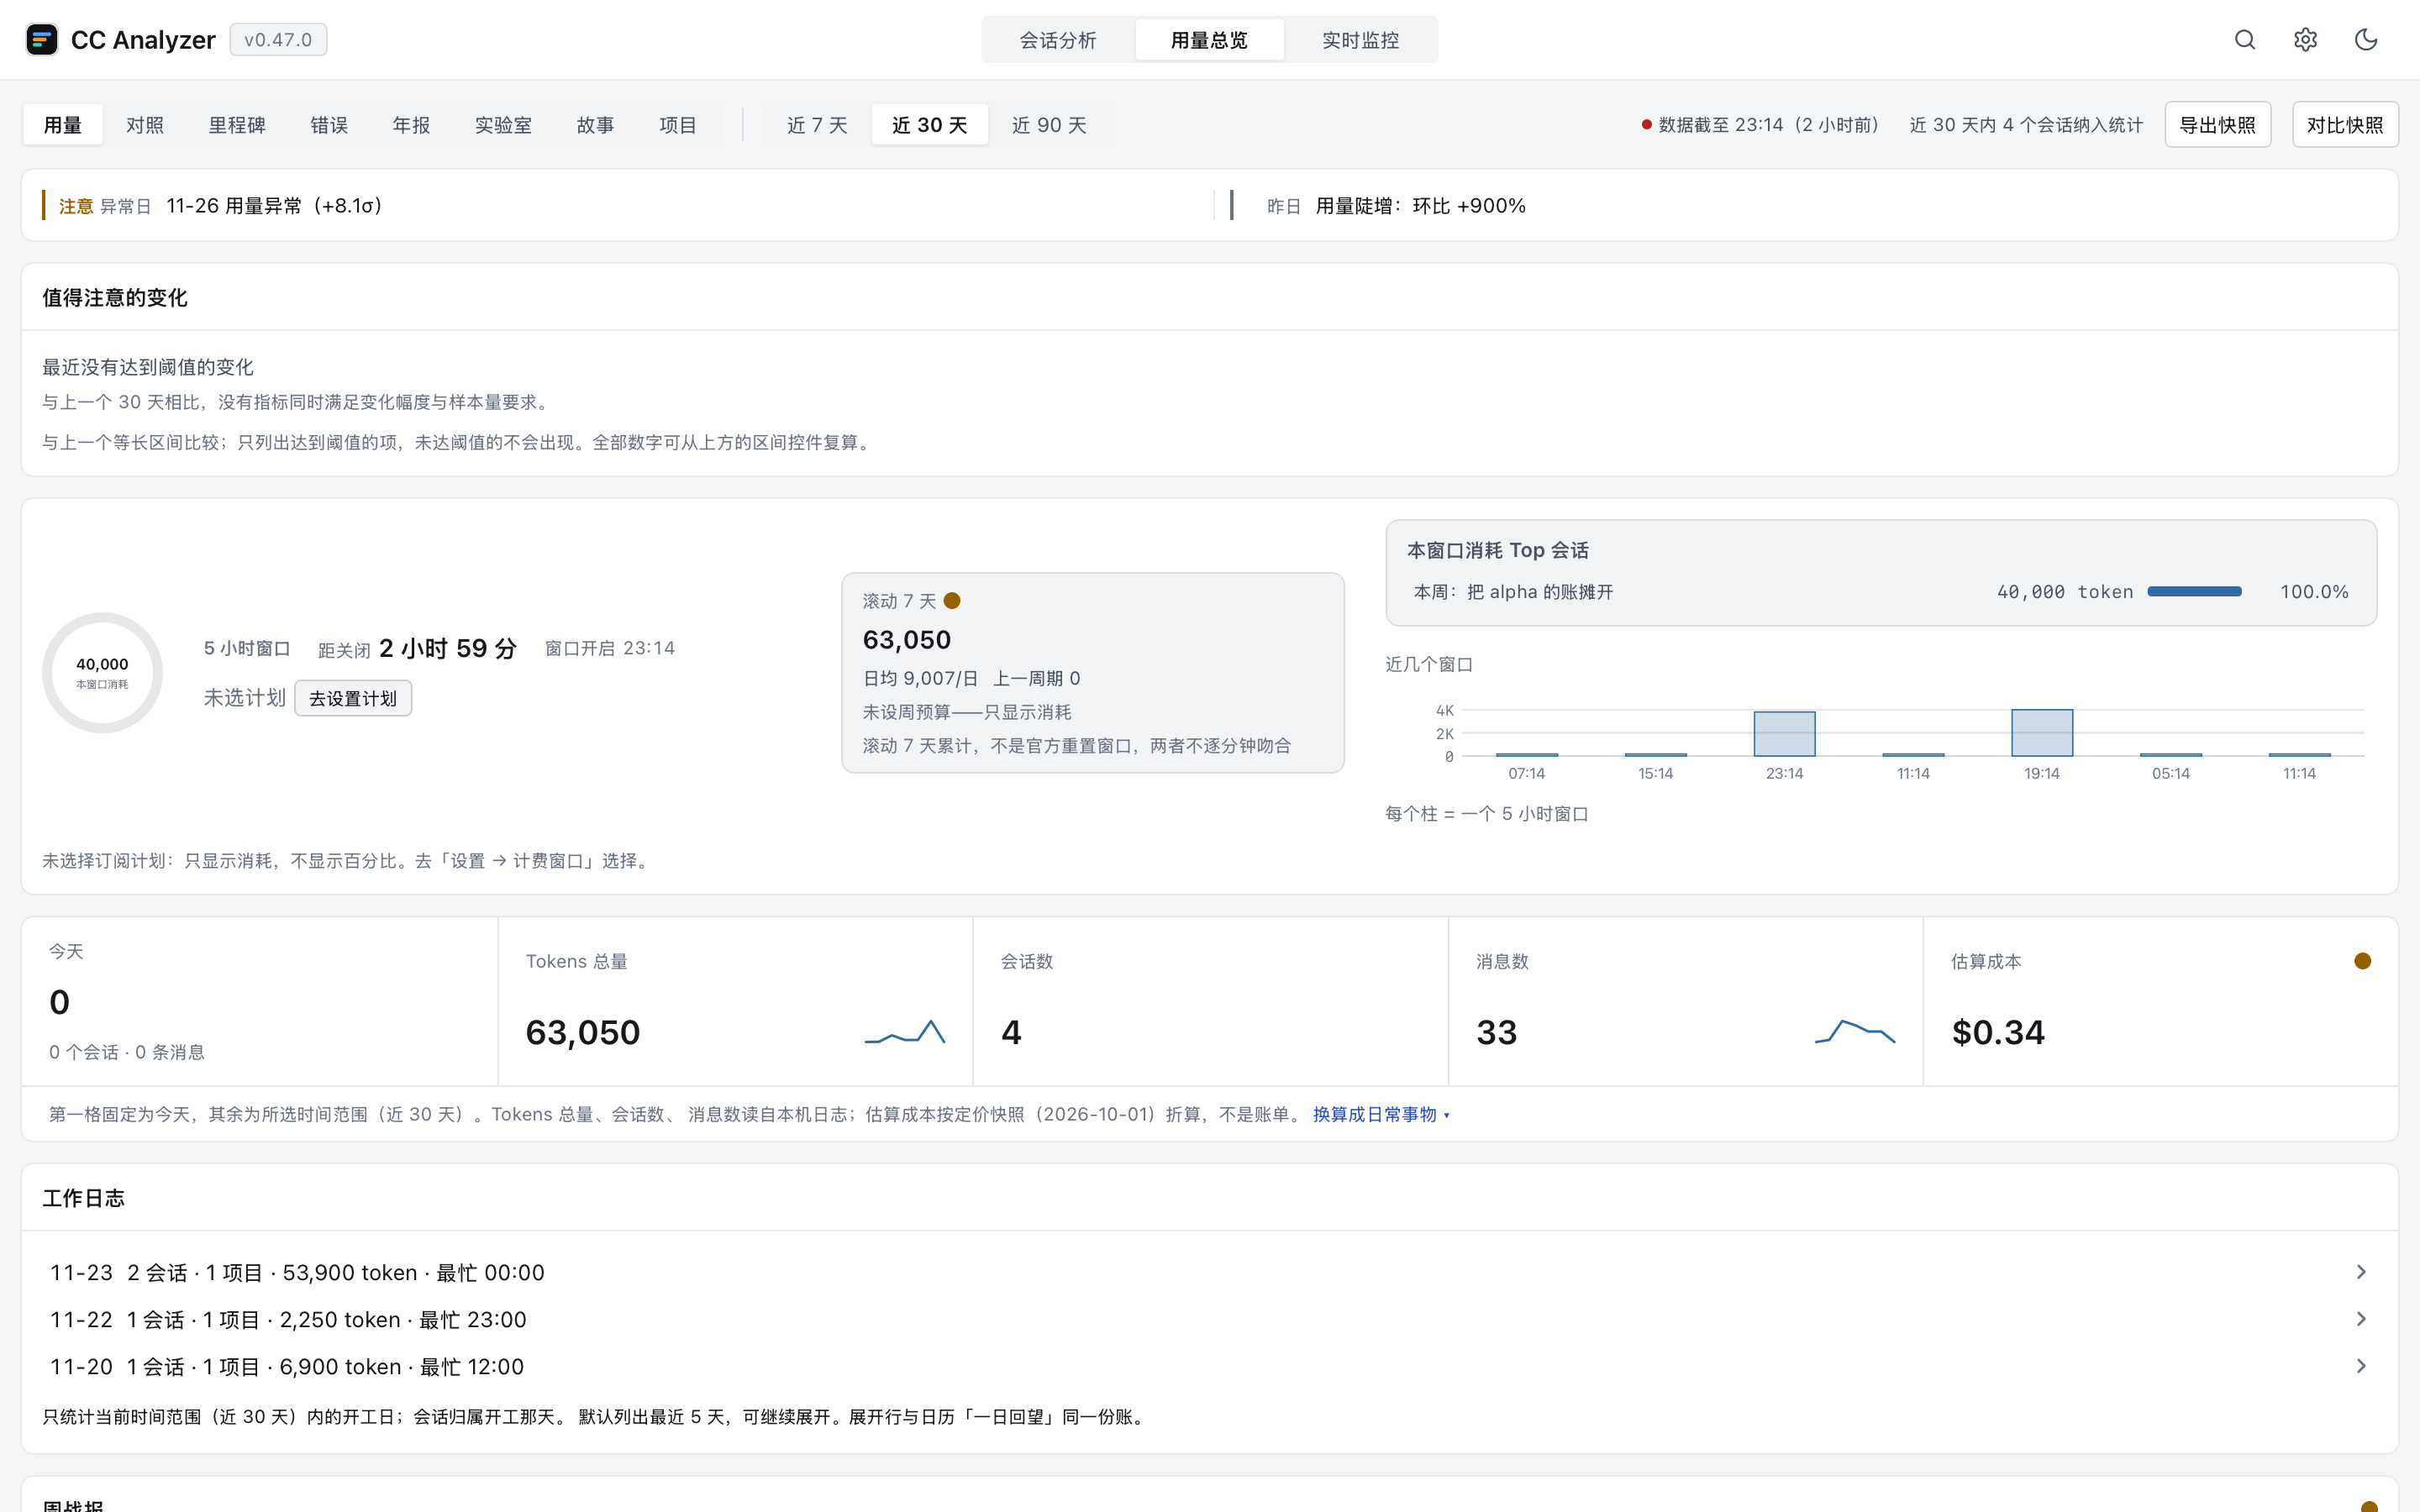 CC Analyzer v0.47.0 会话分析 用量总览 实时监控
用量 对照 里程碑 错误 年报 实验室 故事 项目 近 7 天 近 30 天 近 90 天 数据截至 23:14（2 小时前） 近 30 天内 4 个会话纳入统计 导出快照 对比快照
注意 异常日 11-26 用量异常（+8.1σ） 昨日 用量陡增：环比 +900%
值得注意的变化
最近没有达到阈值的变化
与上一个 30 天相比，没有指标同时满足变化幅度与样本量要求。
与上一个等长区间比较；只列出达到阈值的项，未达阈值的不会出现。全部数字可从上方的区间控件复算。
40,000
本窗口消耗
5 小时窗口 距关闭 2 小时 59 分 窗口开启 23:14
未选计划 去设置计划
滚动 7 天
63,050
日均 9,007/日 上一周期 0
未设周预算——只显示消耗
滚动 7 天累计，不是官方重置窗口，两者不逐分钟吻合
本窗口消耗 Top 会话
本周：把 alpha 的账摊开 40,000 token 100.0%
近几个窗口
4K
2K
0
07:14 15:14 23:14 11:14 19:14 05:14 11:14
每个柱 = 一个 5 小时窗口
未选择订阅计划：只显示消耗，不显示百分比。去「设置 → 计费窗口」选择。
今天
0
0 个会话 · 0 条消息
Tokens 总量
63,050
会话数
4
消息数
33
估算成本
$0.34
第一格固定为今天，其余为所选时间范围（近 30 天）。Tokens 总量、会话数、 消息数读自本机日志；估算成本按定价快照（2026-10-01）折算，不是账单。 换算成日常事物 ▾
工作日志
11-23 2 会话 · 1 项目 · 53,900 token · 最忙 00:00
11-22 1 会话 · 1 项目 · 2,250 token · 最忙 23:00
11-20 1 会话 · 1 项目 · 6,900 token · 最忙 12:00
只统计当前时间范围（近 30 天）内的开工日；会话归属开工那天。 默认列出最近 5 天，可继续展开。展开行与日历「一日回望」同一份账。
周战报